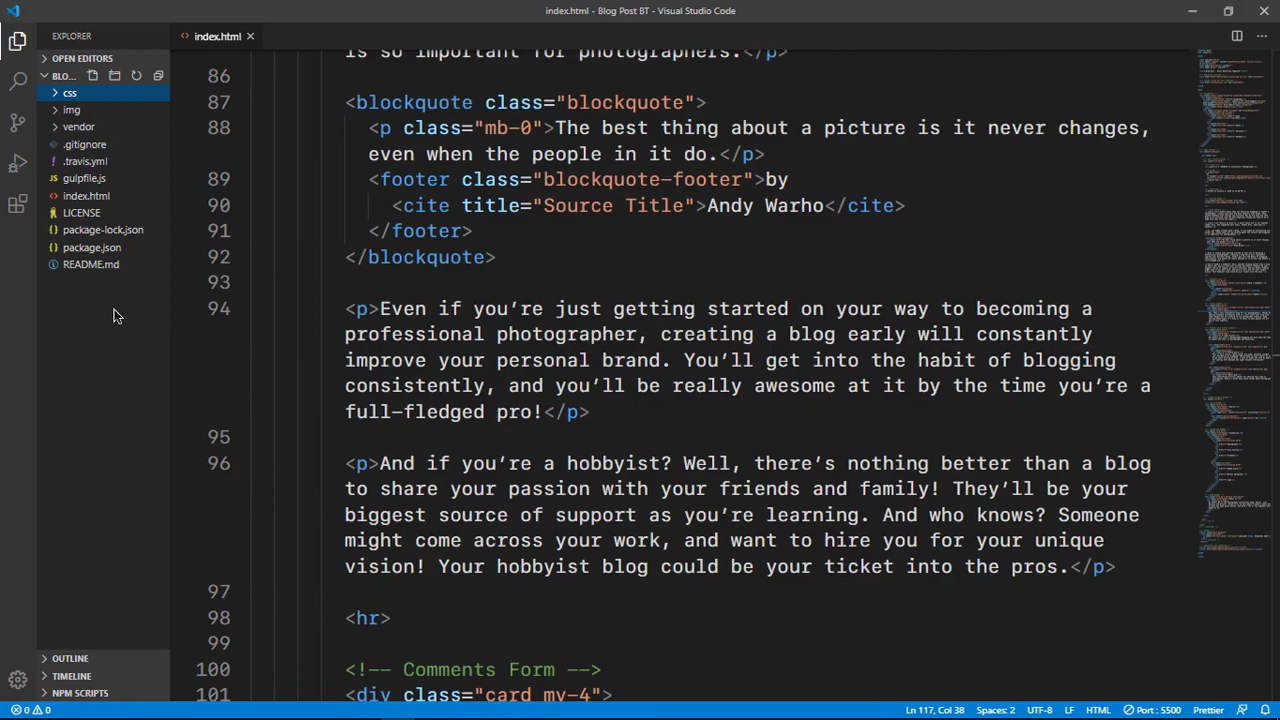 index.html - Blog Post BT - Visual Studio Code
EXPLORER
index.html
OPEN EDITORS
BLO...
css
img
vendor
.gitignore
.travis.yml
gulpfile.js
index.html
LICENSE
package-lock.json
package.json
README.md
OUTLINE
TIMELINE
NPM SCRIPTS
is so important for photographers.</p>
86
87 <blockquote class="blockquote">
88 <p class="mb-0">The best thing about a picture is it never changes,
even when the people in it do.</p>
89 <footer class="blockquote-footer">by
90 <cite title="Source Title">Andy Warho</cite>
91 </footer>
92 </blockquote>
93
94 <p>Even if you’re just getting started on your way to becoming a
professional photographer, creating a blog early will constantly
improve your personal brand. You’ll get into the habit of blogging
consistently, and you’ll be really awesome at it by the time you’re a
full-fledged pro!</p>
95
96 <p>And if you’re a hobbyist? Well, there’s nothing better than a blog
to share your passion with your friends and family! They’ll be your
biggest source of support as you’re learning. And who knows? Someone
might come across your work, and want to hire you for your unique
vision! Your hobbyist blog could be your ticket into the pros.</p>
97
98 <hr>
99
100 <!-- Comments Form -->
101 <div class="card my-4">
0 0 Ln 117, Col 38 Spaces: 2 UTF-8 LF HTML Port : 5500 Prettier